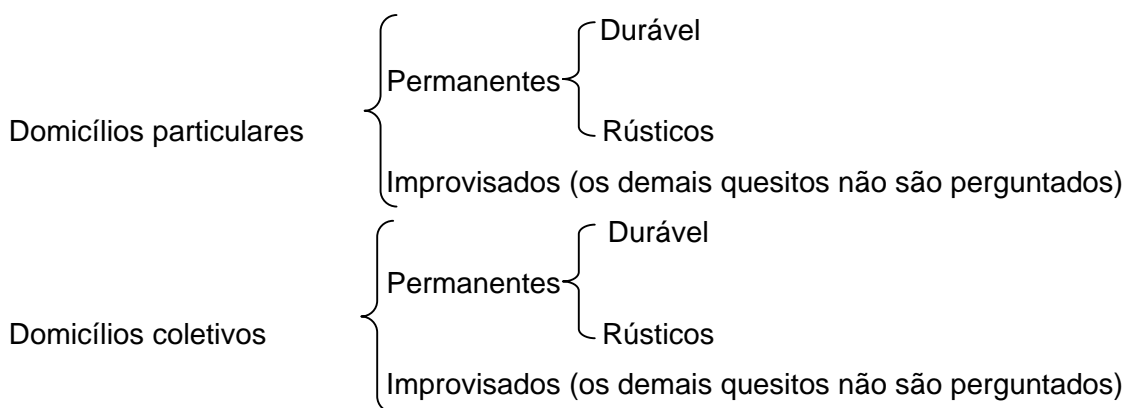 Durável
Permanentes
Domicílios particulares
Rústicos
Improvisados (os demais quesitos não são perguntados)
Durável
Permanentes
Domicílios coletivos
Rústicos
Improvisados (os demais quesitos não são perguntados)